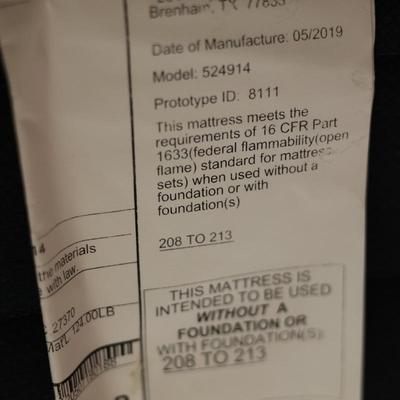 Brenham, TX 77833
Date of Manufacture: 05/2019
Model: 524914
Prototype ID: 8111
This mattress meets the
requirements of 16 CFR Part
1633(federal flammability(open
flame) standard for mattress
sets) when used without a
foundation or with
foundation(s)
208 TO 213
THIS MATTRESS IS
INTENDED TO BE USED
WITHOUT A
FOUNDATION OR
WITH FOUNDATION(S):
208 TO 213
14
the materials
with law.
27370
Mat'l. 124.00LB